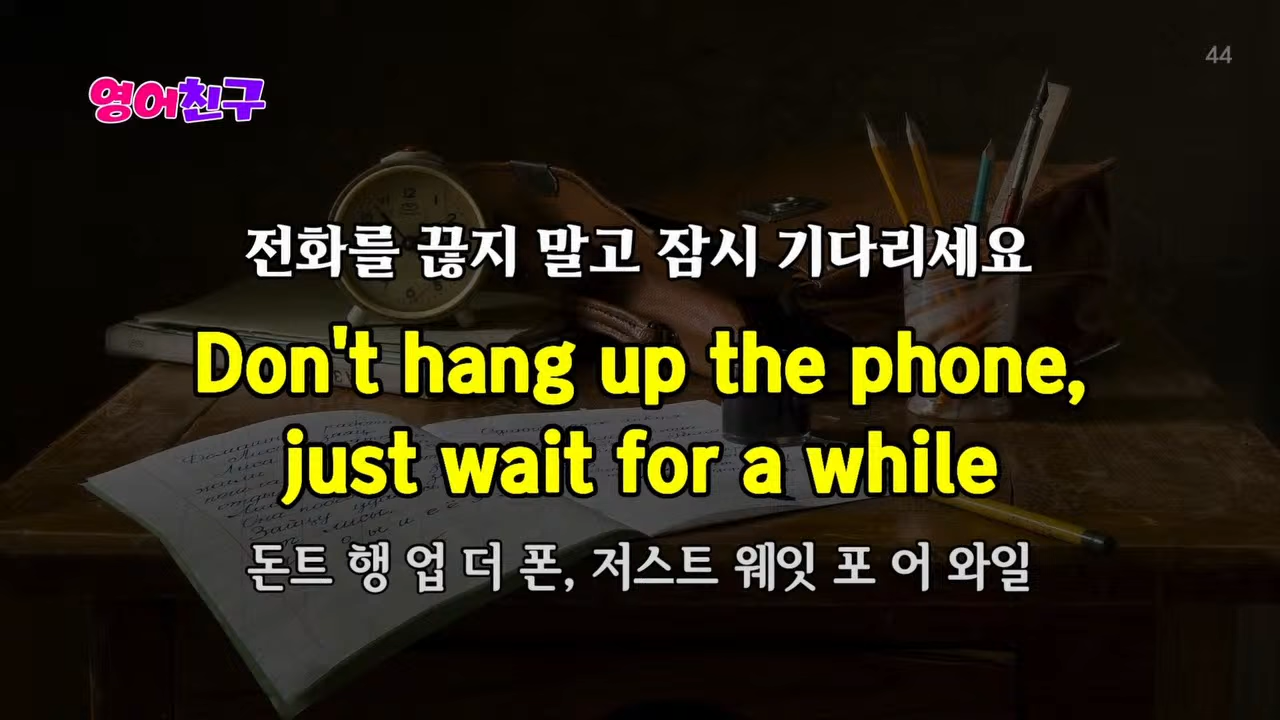 44
영어친구
전화를 끊지 말고 잠시 기다리세요
Don't hang up the phone,
just wait for a while
돈트 행 업 더 폰, 저스트 웨잇 포 어 와일